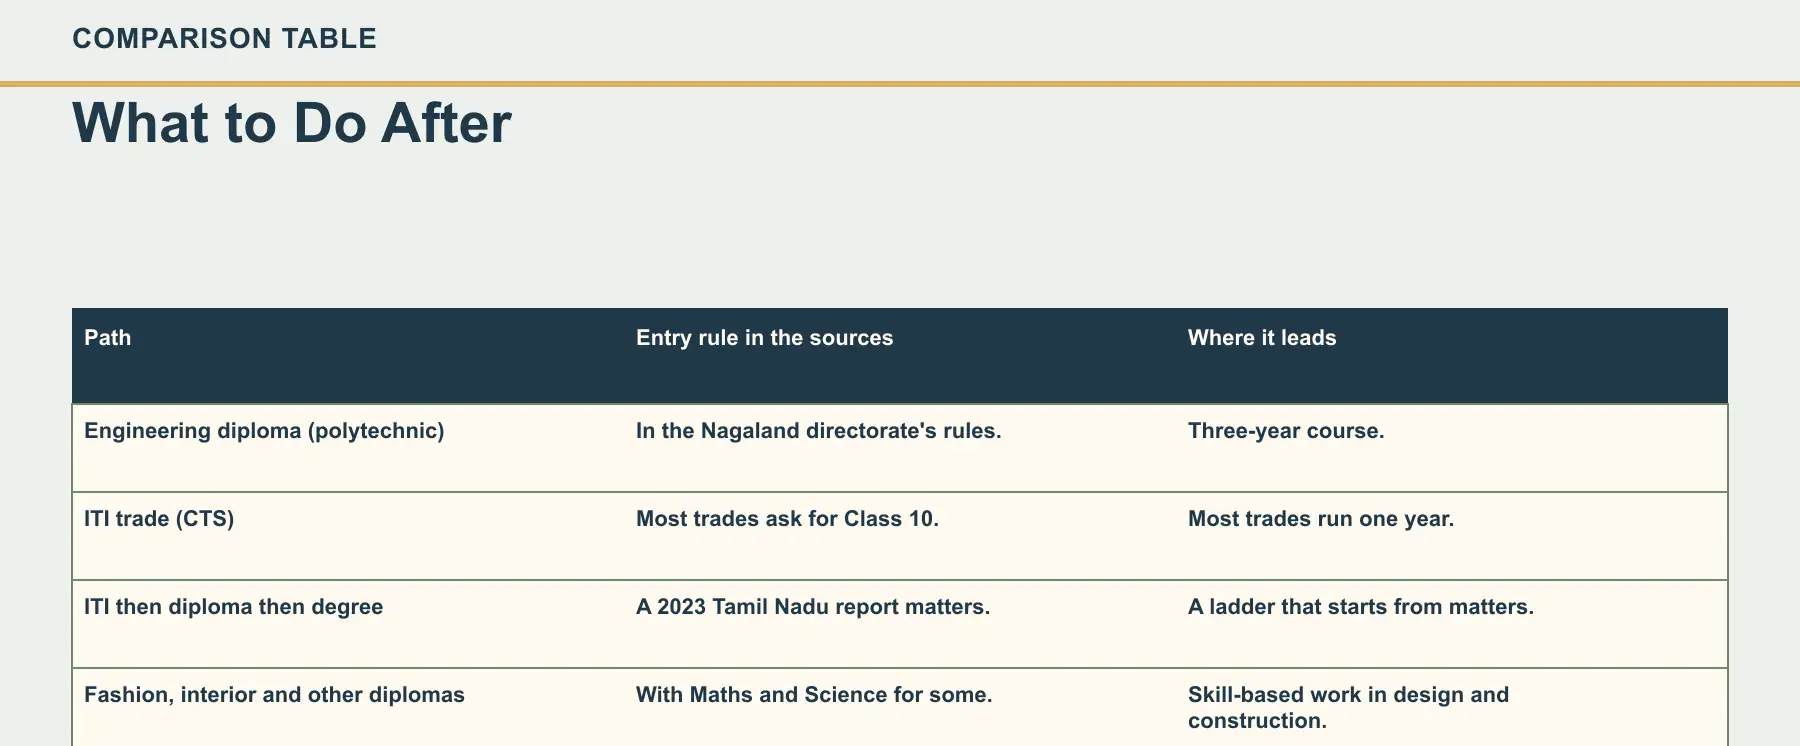 COMPARISON TABLE
What to Do After
Path
Entry rule in the sources
Where it leads
Engineering diploma (polytechnic)
In the Nagaland directorate's rules.
Three-year course.
ITI trade (CTS)
Most trades ask for Class 10.
Most trades run one year.
ITI then diploma then degree
A 2023 Tamil Nadu report matters.
A ladder that starts from matters.
Fashion, interior and other diplomas
With Maths and Science for some.
Skill-based work in design and
construction.